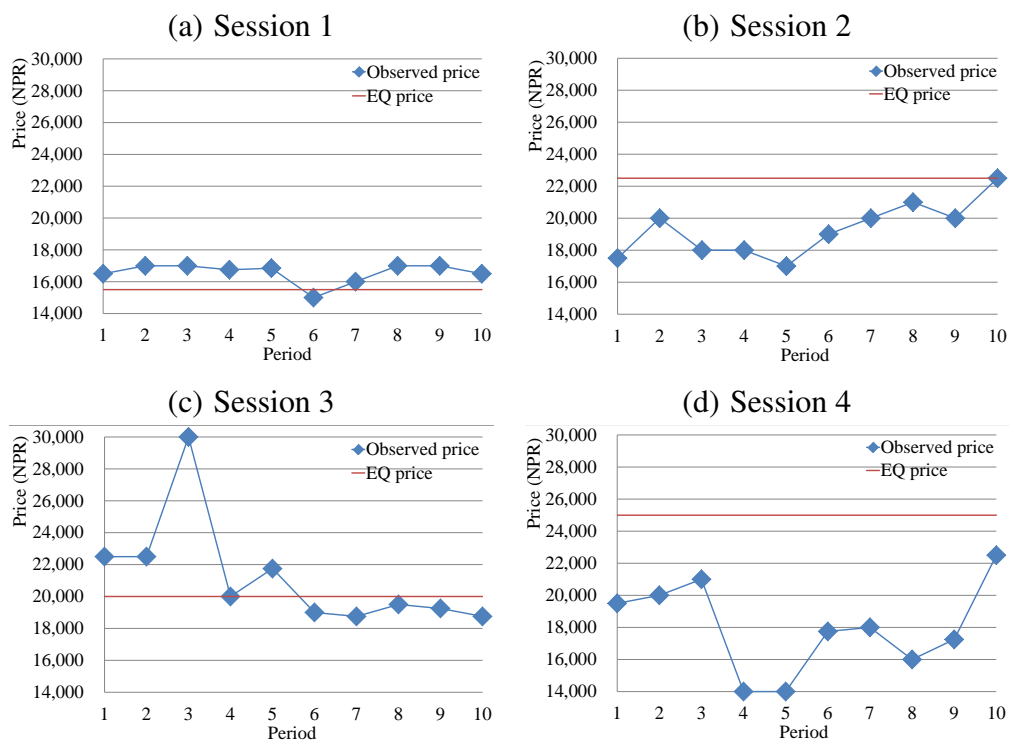 (a) Session 1
Price (NPR)
30,000
28,000
26,000
24,000
22,000
20,000
18,000
16,000
14,000
Observed price
EQ price
1 2 3 4 5 6 7 8 9 10
Period
(b) Session 2
Price (NPR)
30,000
28,000
26,000
24,000
22,000
20,000
18,000
16,000
14,000
Observed price
EQ price
1 2 3 4 5 6 7 8 9 10
Period
(c) Session 3
Price (NPR)
30,000
28,000
26,000
24,000
22,000
20,000
18,000
16,000
14,000
Observed price
EQ price
1 2 3 4 5 6 7 8 9 10
Period
(d) Session 4
Price (NPR)
30,000
28,000
26,000
24,000
22,000
20,000
18,000
16,000
14,000
Observed price
EQ price
1 2 3 4 5 6 7 8 9 10
Period